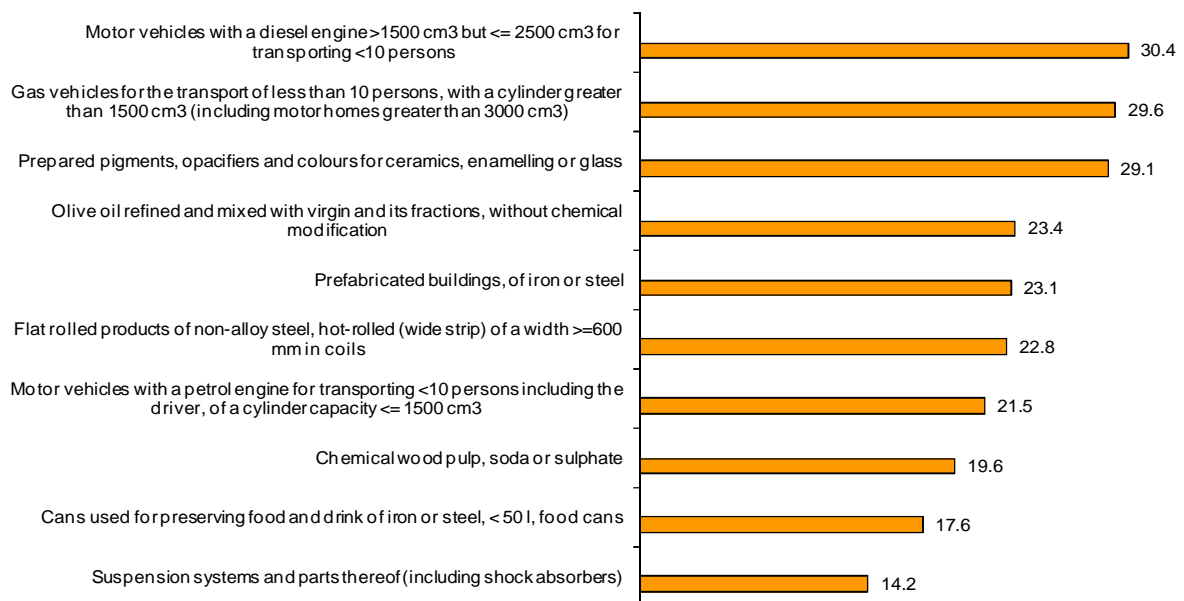 Motor vehicles with a diesel engine >1500 cm3 but <= 2500 cm3 for
transporting <10 persons
30.4
Gas vehicles for the transport of less than 10 persons, with a cylinder greater
than 1500 cm3 (including motor homes greater than 3000 cm3)
29.6
Prepared pigments, opacifiers and colours for ceramics, enamelling or glass
29.1
Olive oil refined and mixed with virgin and its fractions, without chemical
modification
23.4
Prefabricated buildings, of iron or steel
23.1
Flat rolled products of non-alloy steel, hot-rolled (wide strip) of a width >=600
mm in coils
22.8
Motor vehicles with a petrol engine for transporting <10 persons including the
driver, of a cylinder capacity <= 1500 cm3
21.5
Chemical wood pulp, soda or sulphate
19.6
Cans used for preserving food and drink of iron or steel, < 50 l, food cans
17.6
Suspension systems and parts thereof (including shock absorbers)
14.2